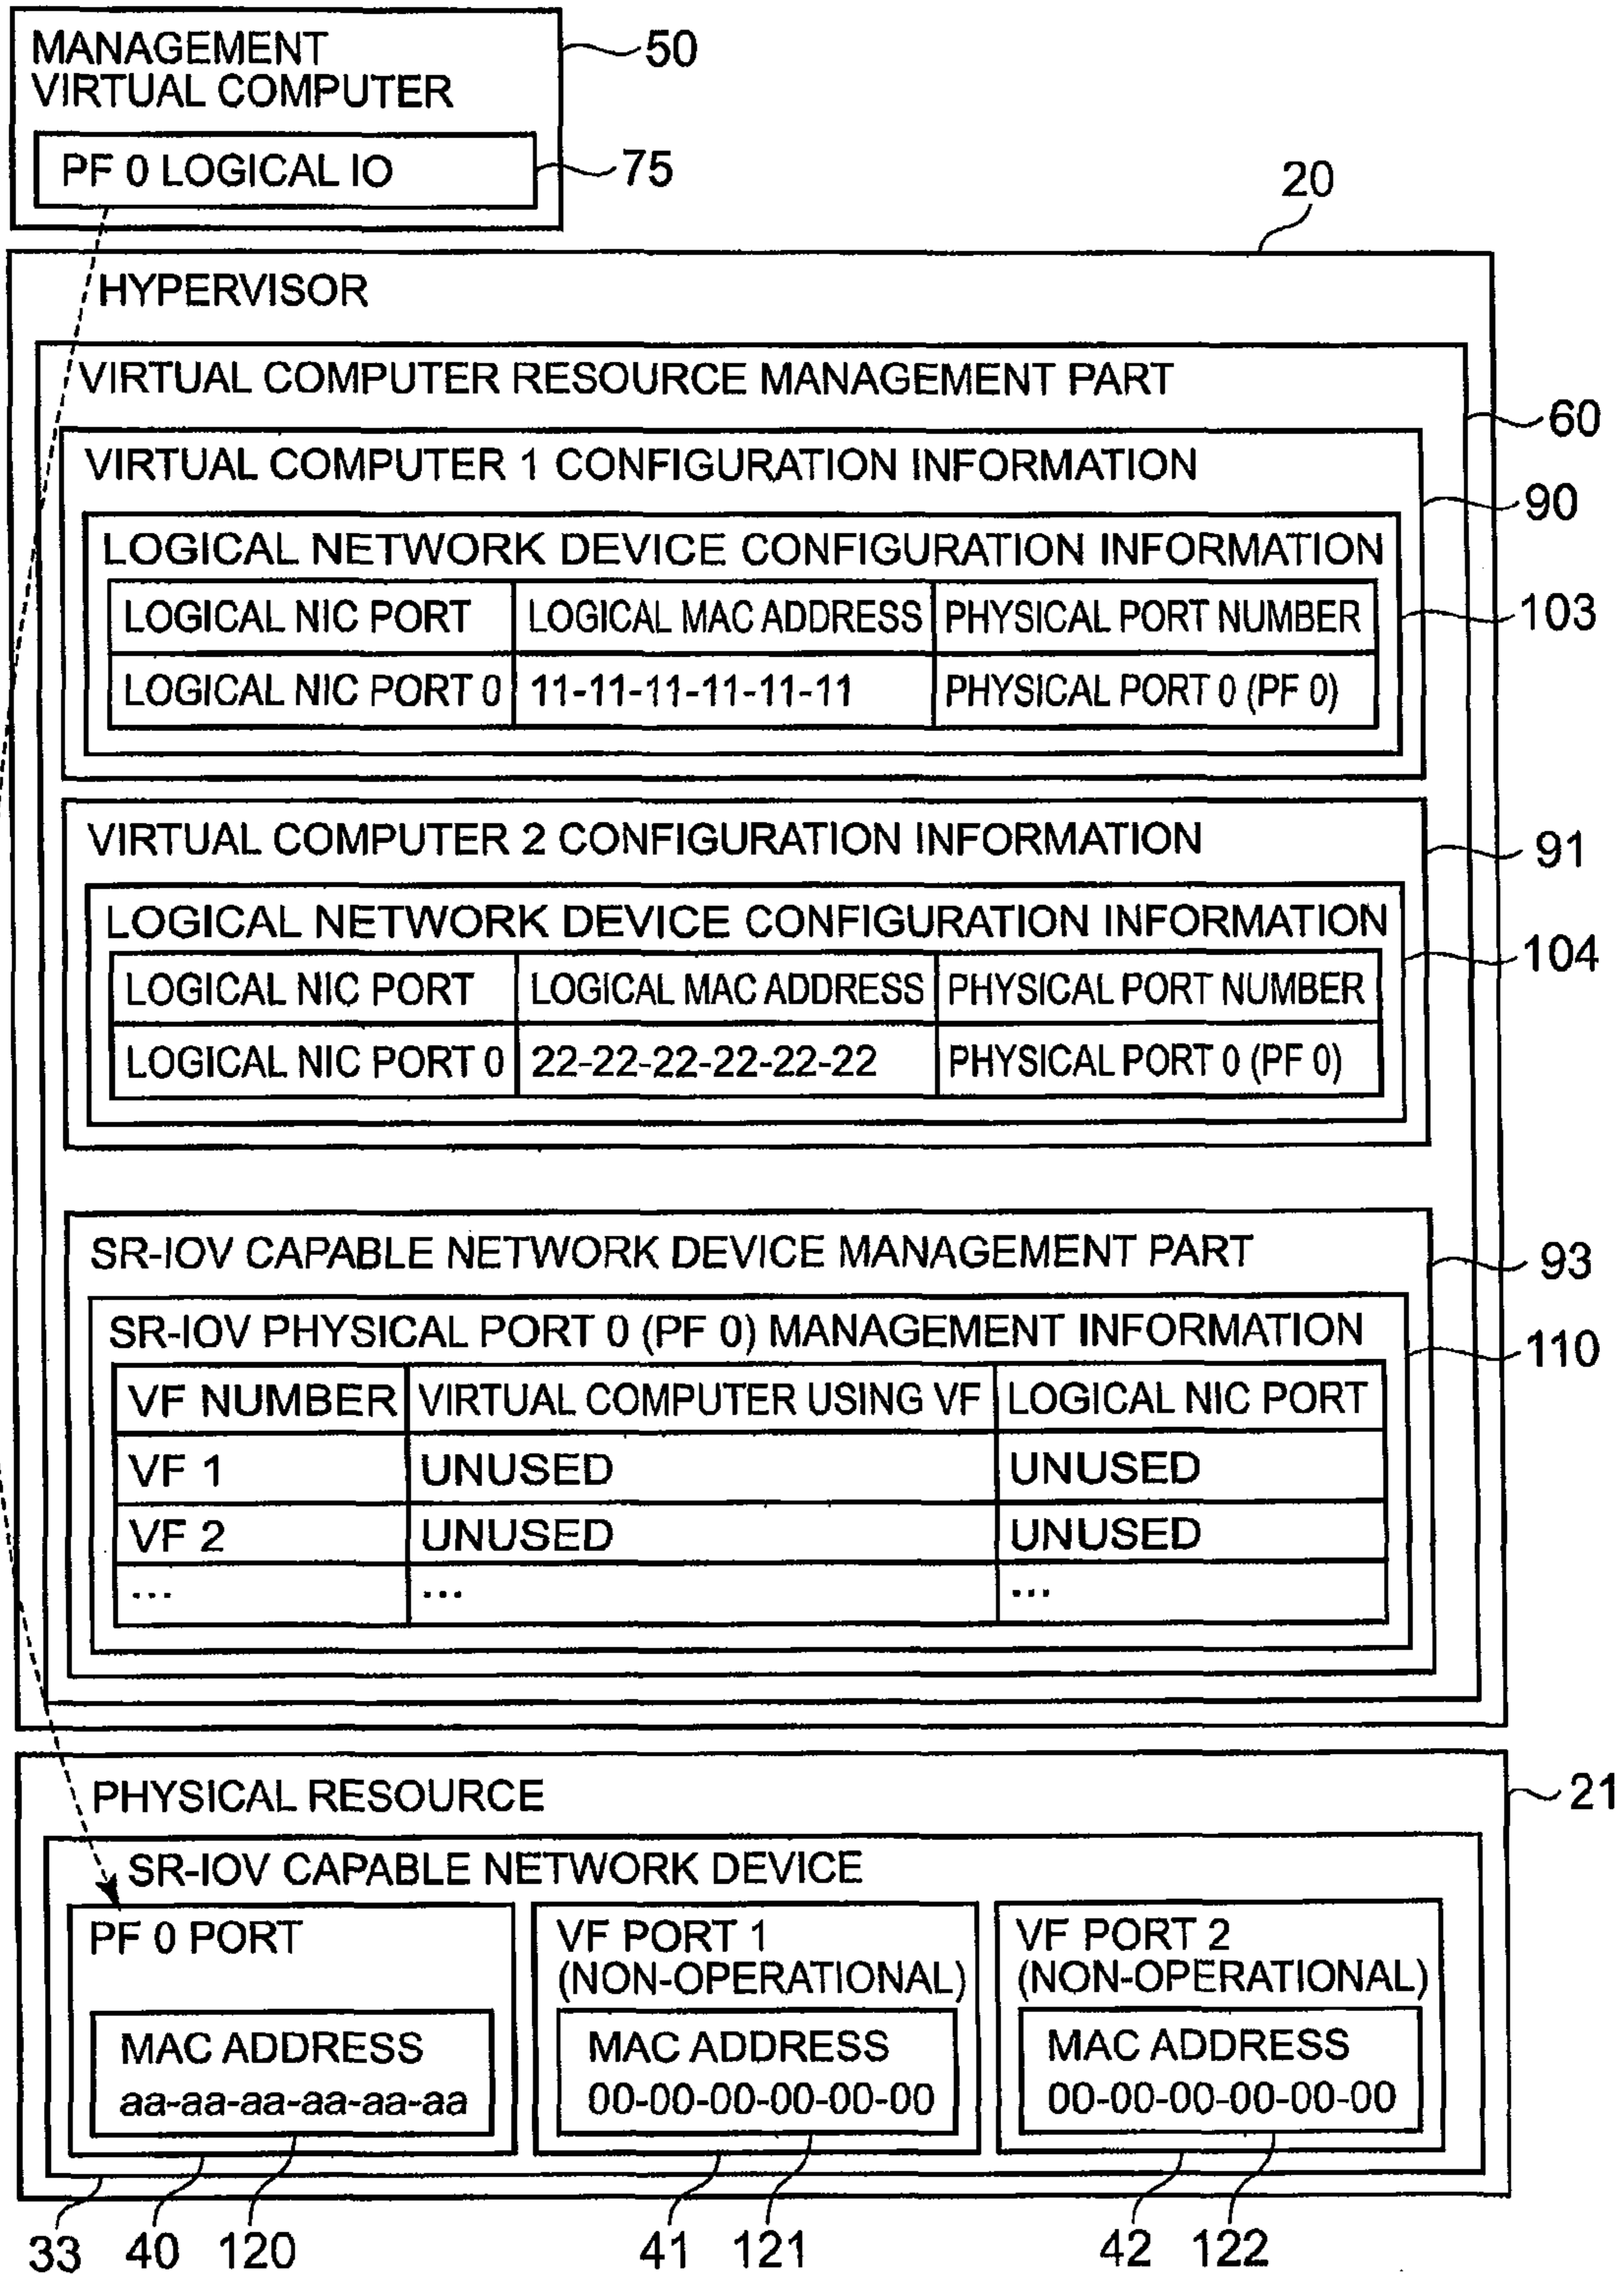 MANAGEMENT
VIRTUAL COMPUTER
50
PF 0 LOGICAL IO
75
20
HYPERVISOR
VIRTUAL COMPUTER RESOURCE MANAGEMENT PART
60
VIRTUAL COMPUTER 1 CONFIGURATION INFORMATION
90
LOGICAL NETWORK DEVICE CONFIGURATION INFORMATION
LOGICAL NIC PORT LOGICAL MAC ADDRESS PHYSICAL PORT NUMBER
103
LOGICAL NIC PORT 0 11-11-11-11-11-11 PHYSICAL PORT 0 (PF 0)
VIRTUAL COMPUTER 2 CONFIGURATION INFORMATION
91
LOGICAL NETWORK DEVICE CONFIGURATION INFORMATION
104
LOGICAL NIC PORT LOGICAL MAC ADDRESS PHYSICAL PORT NUMBER
LOGICAL NIC PORT 0 22-22-22-22-22-22 PHYSICAL PORT 0 (PF 0)
SR-IOV CAPABLE NETWORK DEVICE MANAGEMENT PART
93
SR-IOV PHYSICAL PORT 0 (PF 0) MANAGEMENT INFORMATION
110
VF NUMBER VIRTUAL COMPUTER USING VF LOGICAL NIC PORT
VF 1 UNUSED UNUSED
VF 2 UNUSED UNUSED
... ... ...
PHYSICAL RESOURCE
21
SR-IOV CAPABLE NETWORK DEVICE
PF 0 PORT
MAC ADDRESS
aa-aa-aa-aa-aa-aa
VF PORT 1
(NON-OPERATIONAL)
MAC ADDRESS
00-00-00-00-00-00
VF PORT 2
(NON-OPERATIONAL)
MAC ADDRESS
00-00-00-00-00-00
33 40 120 41 121 42 122